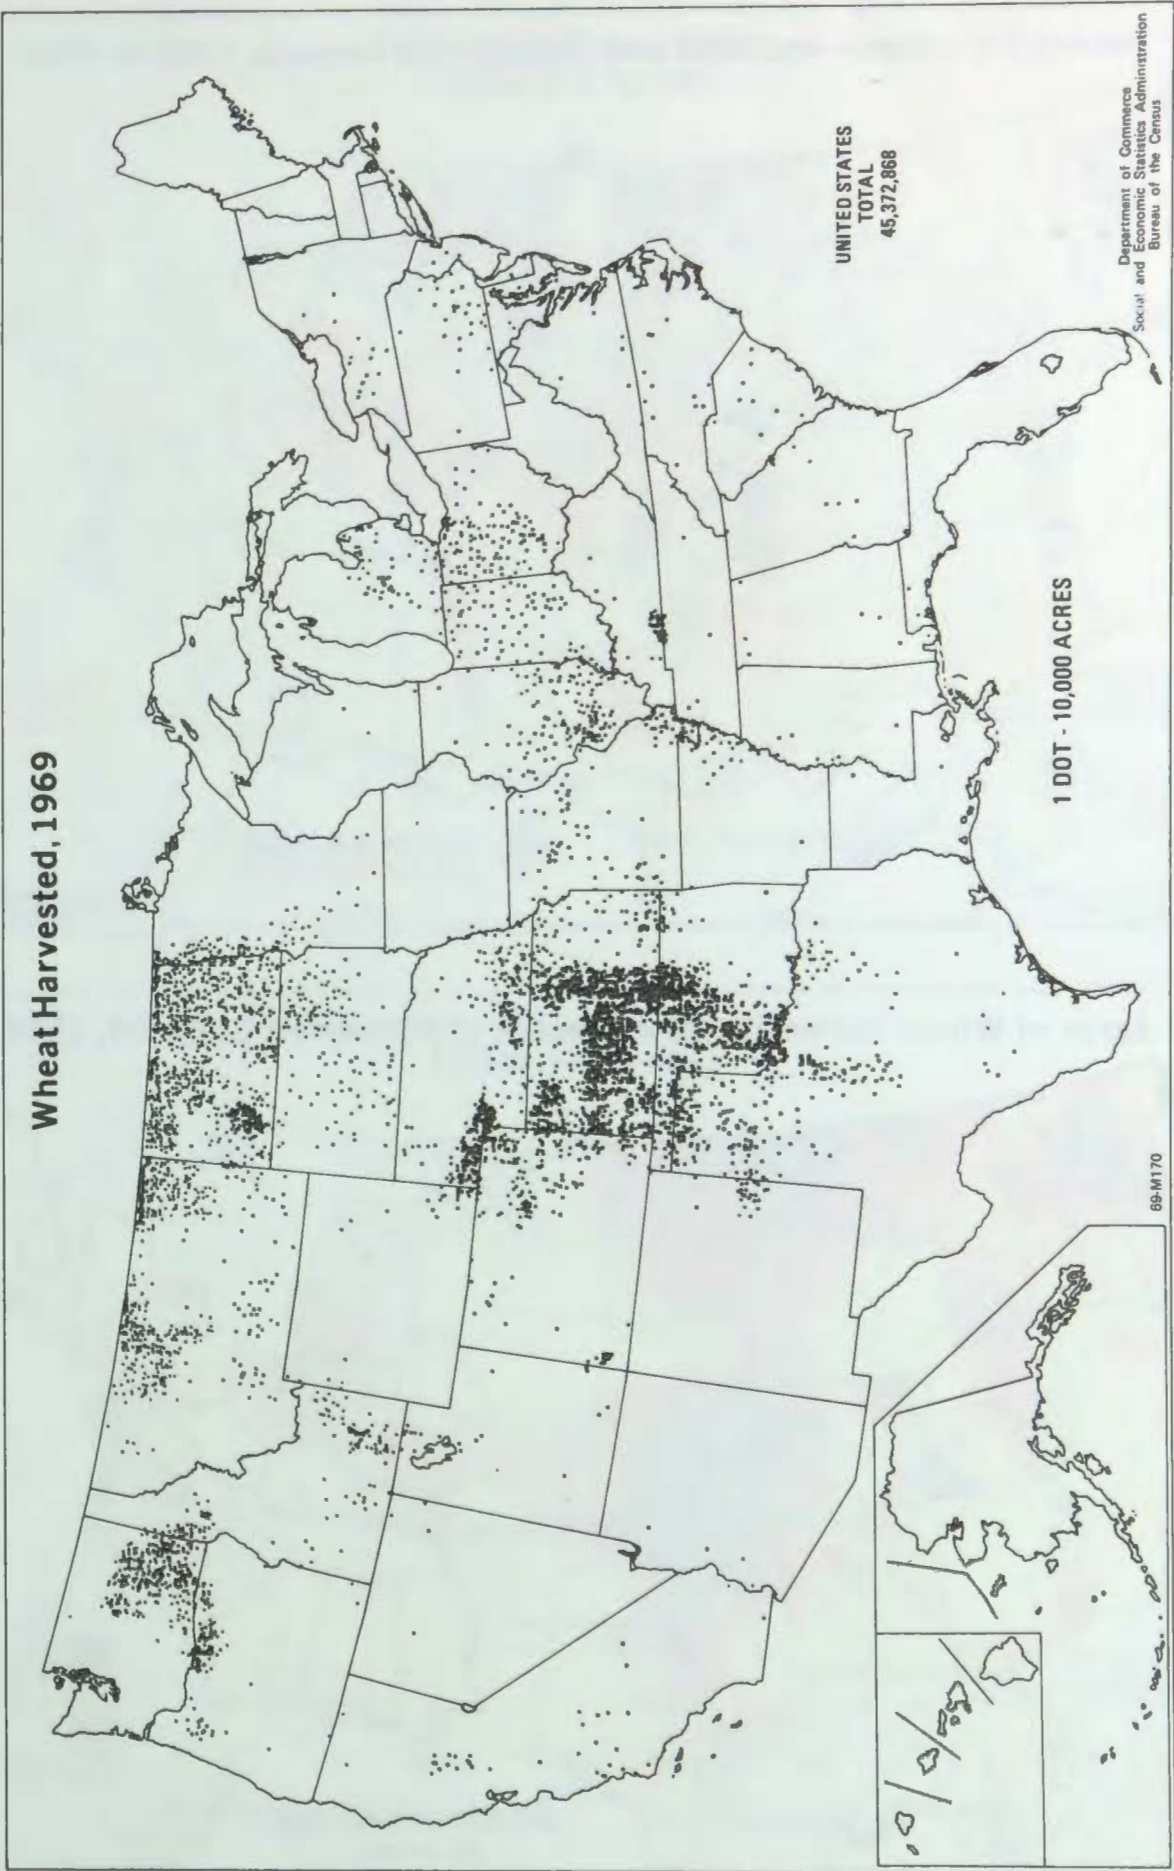 Wheat Harvested, 1969
UNITED STATES
TOTAL
45,372,868
1 DOT - 10,000 ACRES
69-M170
Department of Commerce
Social and Economic Statistics Administration
Bureau of the Census